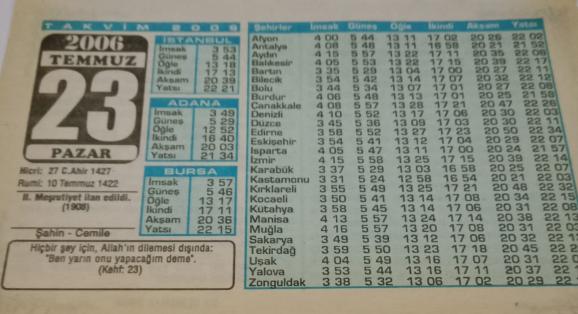 TAKVİM 2006
2006
TEMMUZ
23
PAZAR
Hicri: 27 C.Ahir 1427
Rumi: 10 Temmuz 1422
II. Meşrutiyet ilan edildi.
(1908)
Şahin - Cemile
İSTANBUL
İmsak 3 53
Güneş 5 44
Öğle 13 18
İkindi 17 13
Akşam 20 39
Yatsı 22 21
ADANA
İmsak 3 49
Güneş 5 29
Öğle 12 52
İkindi 16 40
Akşam 20 03
Yatsı 21 34
BURSA
İmsak 3 57
Güneş 5 46
Öğle 13 17
İkindi 17 11
Akşam 20 36
Yatsı 22 15
Hiçbir şey için, Allah'ın dilemesi dışında:
"Ben yarın onu yapacağım deme".
(Kehf: 23)
Şehirler İmsak Güneş Öğle İkindi Akşam Yatsı
Afyon 4 00 5 44 13 11 17 02 20 26 22 02
Antalya 4 08 5 48 13 11 16 58 20 21 21 52
Aydın 4 15 5 57 13 22 17 11 20 35 22 08
Balıkesir 4 05 5 53 13 22 17 15 20 39 22 17
Bartın 3 35 5 29 13 04 17 00 20 27 22 11
Bilecik 3 54 5 42 13 14 17 07 20 32 22 12
Bolu 3 44 5 34 13 07 17 01 20 27 22 08
Burdur 4 06 5 48 13 13 17 01 20 25 21 58
Çanakkale 4 08 5 57 13 28 17 21 20 47 22 26
Denizli 4 10 5 52 13 17 17 06 20 30 22 03
Düzce 3 45 5 36 13 09 17 03 20 30 22 11
Edirne 3 58 5 52 13 27 17 23 20 50 22 34
Eskişehir 3 54 5 41 13 12 17 04 20 29 22 07
Isparta 4 05 5 47 13 11 17 00 20 24 21 57
İzmir 4 15 5 58 13 25 17 15 20 39 22 14
Karabük 3 37 5 29 13 03 16 58 20 25 22 07
Kastamonu 3 31 5 24 12 58 16 54 20 21 22 03
Kırklareli 3 55 5 49 13 25 17 21 20 48 22 32
Kocaeli 3 50 5 41 13 14 17 08 20 34 22 15
Kütahya 3 58 5 45 13 14 17 06 20 31 22 08
Manisa 4 13 5 57 13 24 17 14 20 38 22 13
Muğla 4 16 5 57 13 20 17 08 20 31 22 03
Sakarya 3 49 5 39 13 12 17 06 20 32 22
Tekirdağ 3 59 5 50 13 23 17 18 20 45 22
Uşak 4 04 5 49 13 16 17 07 20 31 22
Yalova 3 53 5 44 13 16 17 11 20 37 22
Zonguldak 3 38 5 32 13 06 17 02 20 29 22